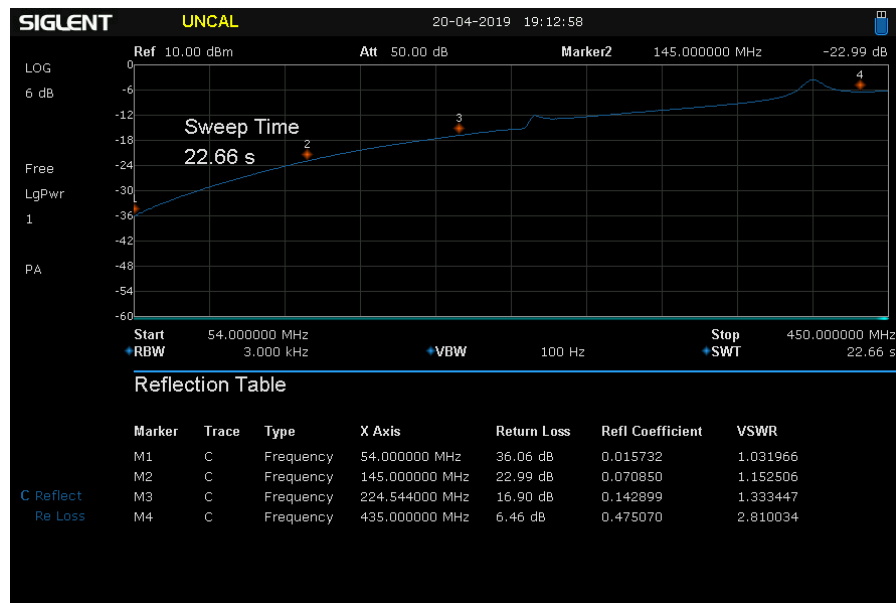 SIGLENT UNCAL 20-04-2019 19:12:58
Ref 10.00 dBm Att 50.00 dB Marker2 145.000000 MHz -22.99 dB
LOG
6 dB
Free
LgPwr
1
PA
0
-6
-12
-18
-24
-30
-36
-42
-48
-54
-60
Sweep Time
22.66 s
2
3
4
Start 54.000000 MHz Stop 450.000000 MHz
RBW 3.000 kHz VBW 100 Hz SWT 22.66 s
Reflection Table
Marker Trace Type X Axis Return Loss Refl Coefficient VSWR
M1 C Frequency 54.000000 MHz 36.06 dB 0.015732 1.031966
M2 C Frequency 145.000000 MHz 22.99 dB 0.070850 1.152506
M3 C Frequency 224.544000 MHz 16.90 dB 0.142899 1.333447
M4 C Frequency 435.000000 MHz 6.46 dB 0.475070 2.810034
C Reflect
Re Loss